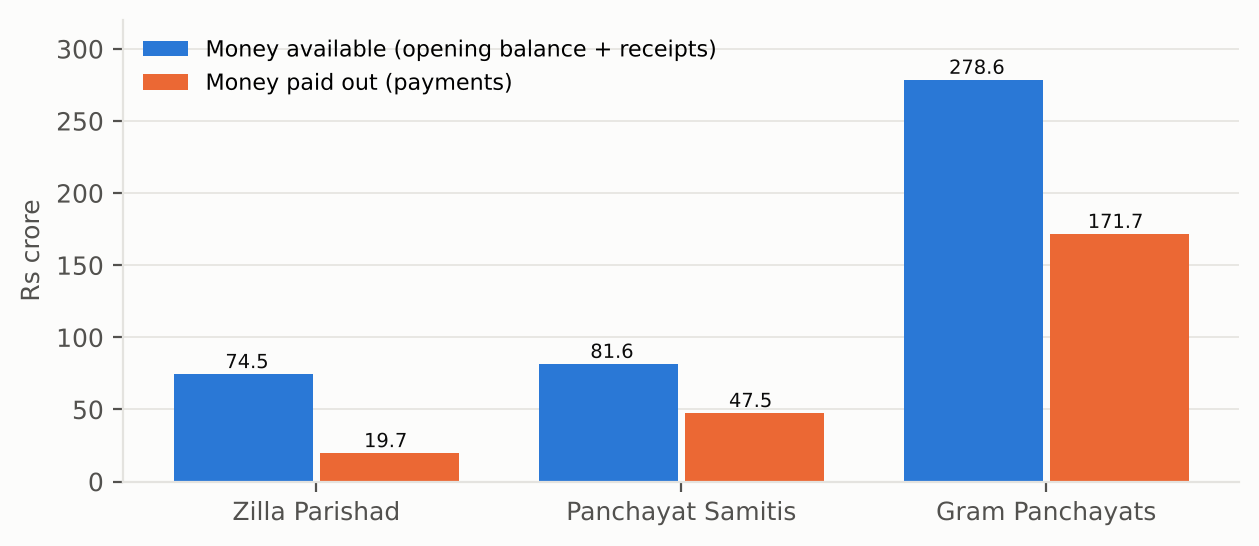 Money available (opening balance + receipts)
Money paid out (payments)
Rs crore
300
250
200
150
100
50
0
74.5
19.7
81.6
47.5
278.6
171.7
Zilla Parishad
Panchayat Samitis
Gram Panchayats